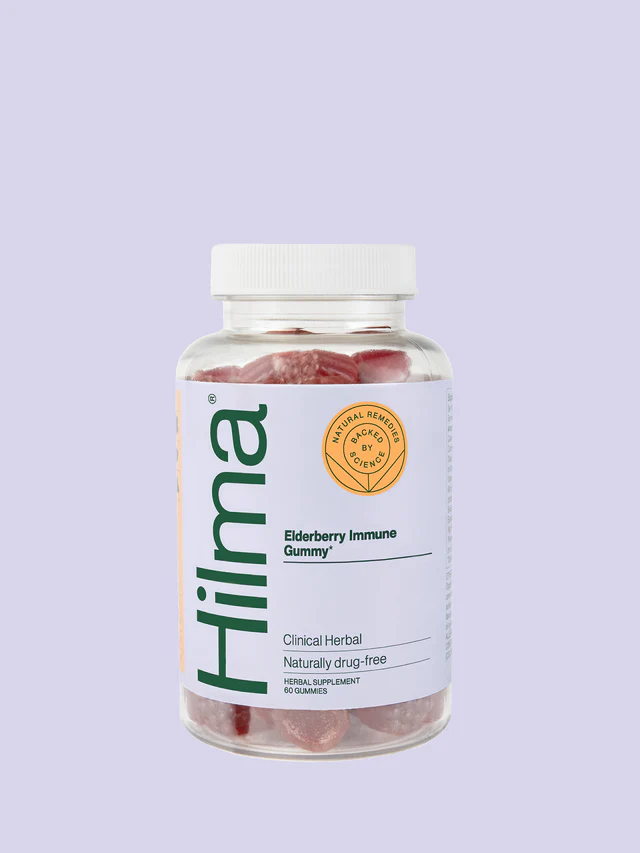 Hilma®
NATURAL REMEDIES
BACKED
BY
SCIENCE
Elderberry Immune
Gummy*
Clinical Herbal
Naturally drug-free
HERBAL SUPPLEMENT
60 GUMMIES